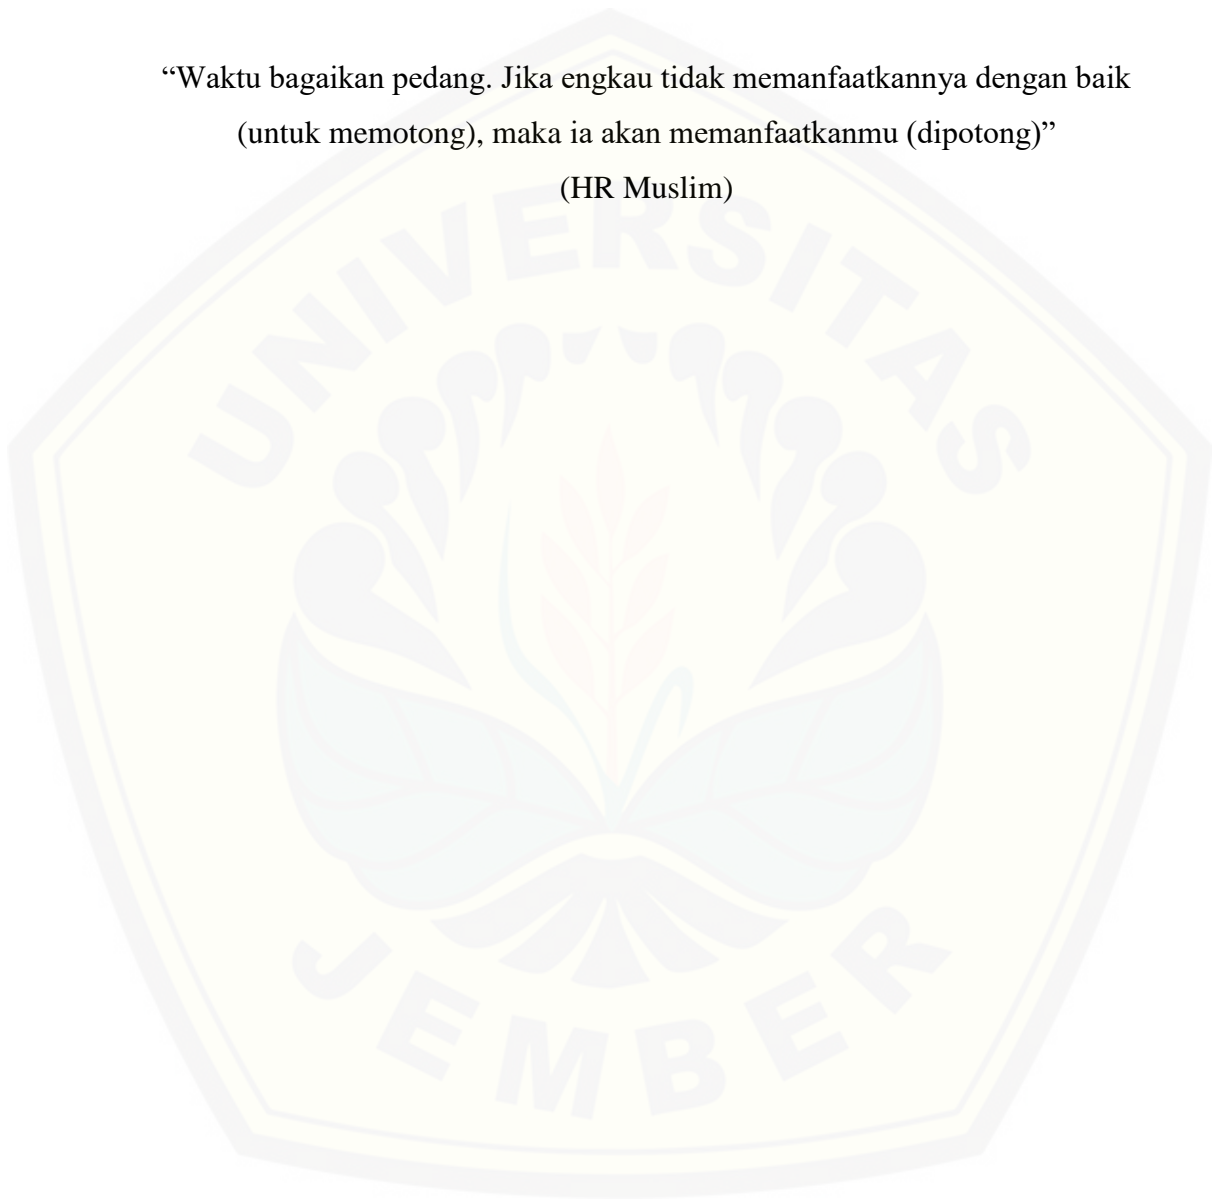 “Waktu bagaikan pedang. Jika engkau tidak memanfaatkannya dengan baik
(untuk memotong), maka ia akan memanfaatkanmu (dipotong)”
(HR Muslim)
UNIVERSITAS
JEMBER